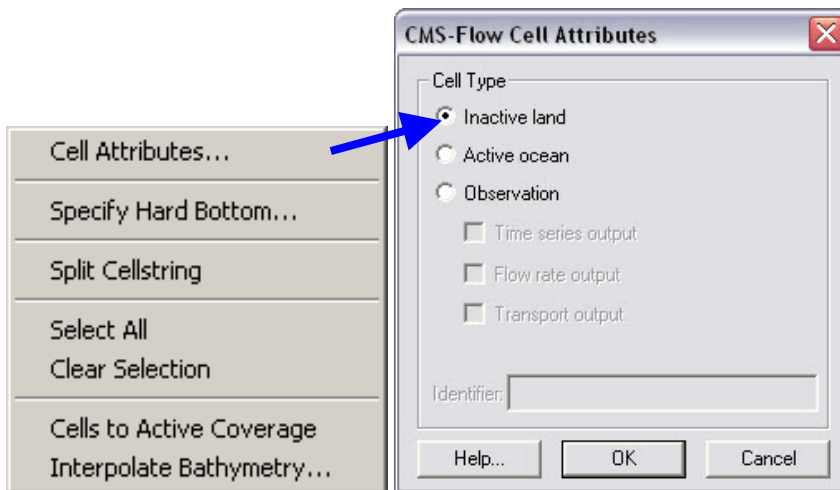 Cell Attributes...
Specify Hard Bottom...
Split Cellstring
Select All
Clear Selection
Cells to Active Coverage
Interpolate Bathymetry...
CMS-Flow Cell Attributes
Cell Type
Inactive land
Active ocean
Observation
Time series output
Flow rate output
Transport output
Identifier:
Help... OK Cancel